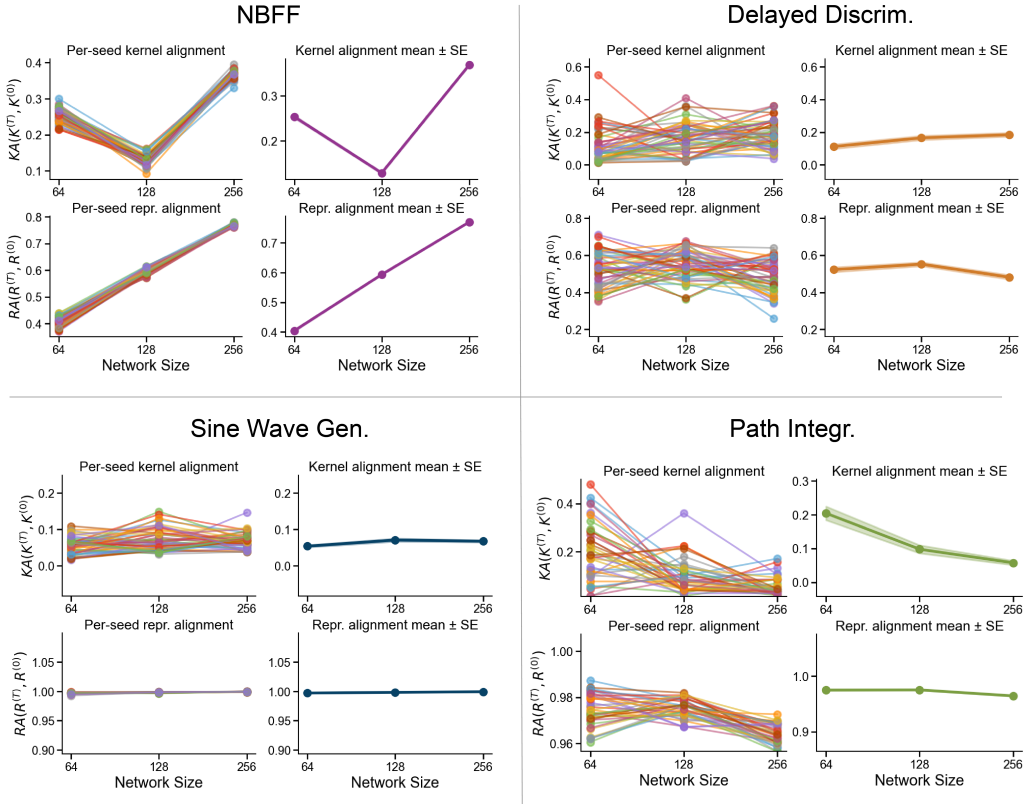 NBFF
Per-seed kernel alignment
KA(K^(T), K^(0))
0.4
0.3
0.2
0.1
64
128
256
Kernel alignment mean ± SE
0.3
0.2
64
128
256
Per-seed repr. alignment
RA(R^(T), R^(0))
0.8
0.7
0.6
0.5
0.4
64
128
256
Network Size
Repr. alignment mean ± SE
0.7
0.6
0.5
0.4
64
128
256
Network Size
Delayed Discrim.
Per-seed kernel alignment
KA(K^(T), K^(0))
0.6
0.4
0.2
0.0
64
128
256
Kernel alignment mean ± SE
0.6
0.4
0.2
0.0
64
128
256
Per-seed repr. alignment
RA(R^(T), R^(0))
0.8
0.6
0.4
0.2
64
128
256
Network Size
Repr. alignment mean ± SE
0.8
0.6
0.4
0.2
64
128
256
Network Size
Sine Wave Gen.
Per-seed kernel alignment
KA(K^(T), K^(0))
0.2
0.1
0.0
64
128
256
Kernel alignment mean ± SE
0.2
0.1
0.0
64
128
256
Per-seed repr. alignment
RA(R^(T), R^(0))
1.05
1.00
0.95
0.90
64
128
256
Network Size
Repr. alignment mean ± SE
1.05
1.00
0.95
0.90
64
128
256
Network Size
Path Integr.
Per-seed kernel alignment
KA(K^(T), K^(0))
0.4
0.2
64
128
256
Kernel alignment mean ± SE
0.3
0.2
0.1
0.0
64
128
256
Per-seed repr. alignment
RA(R^(T), R^(0))
1.00
0.98
0.96
64
128
256
Network Size
Repr. alignment mean ± SE
1.0
0.9
64
128
256
Network Size